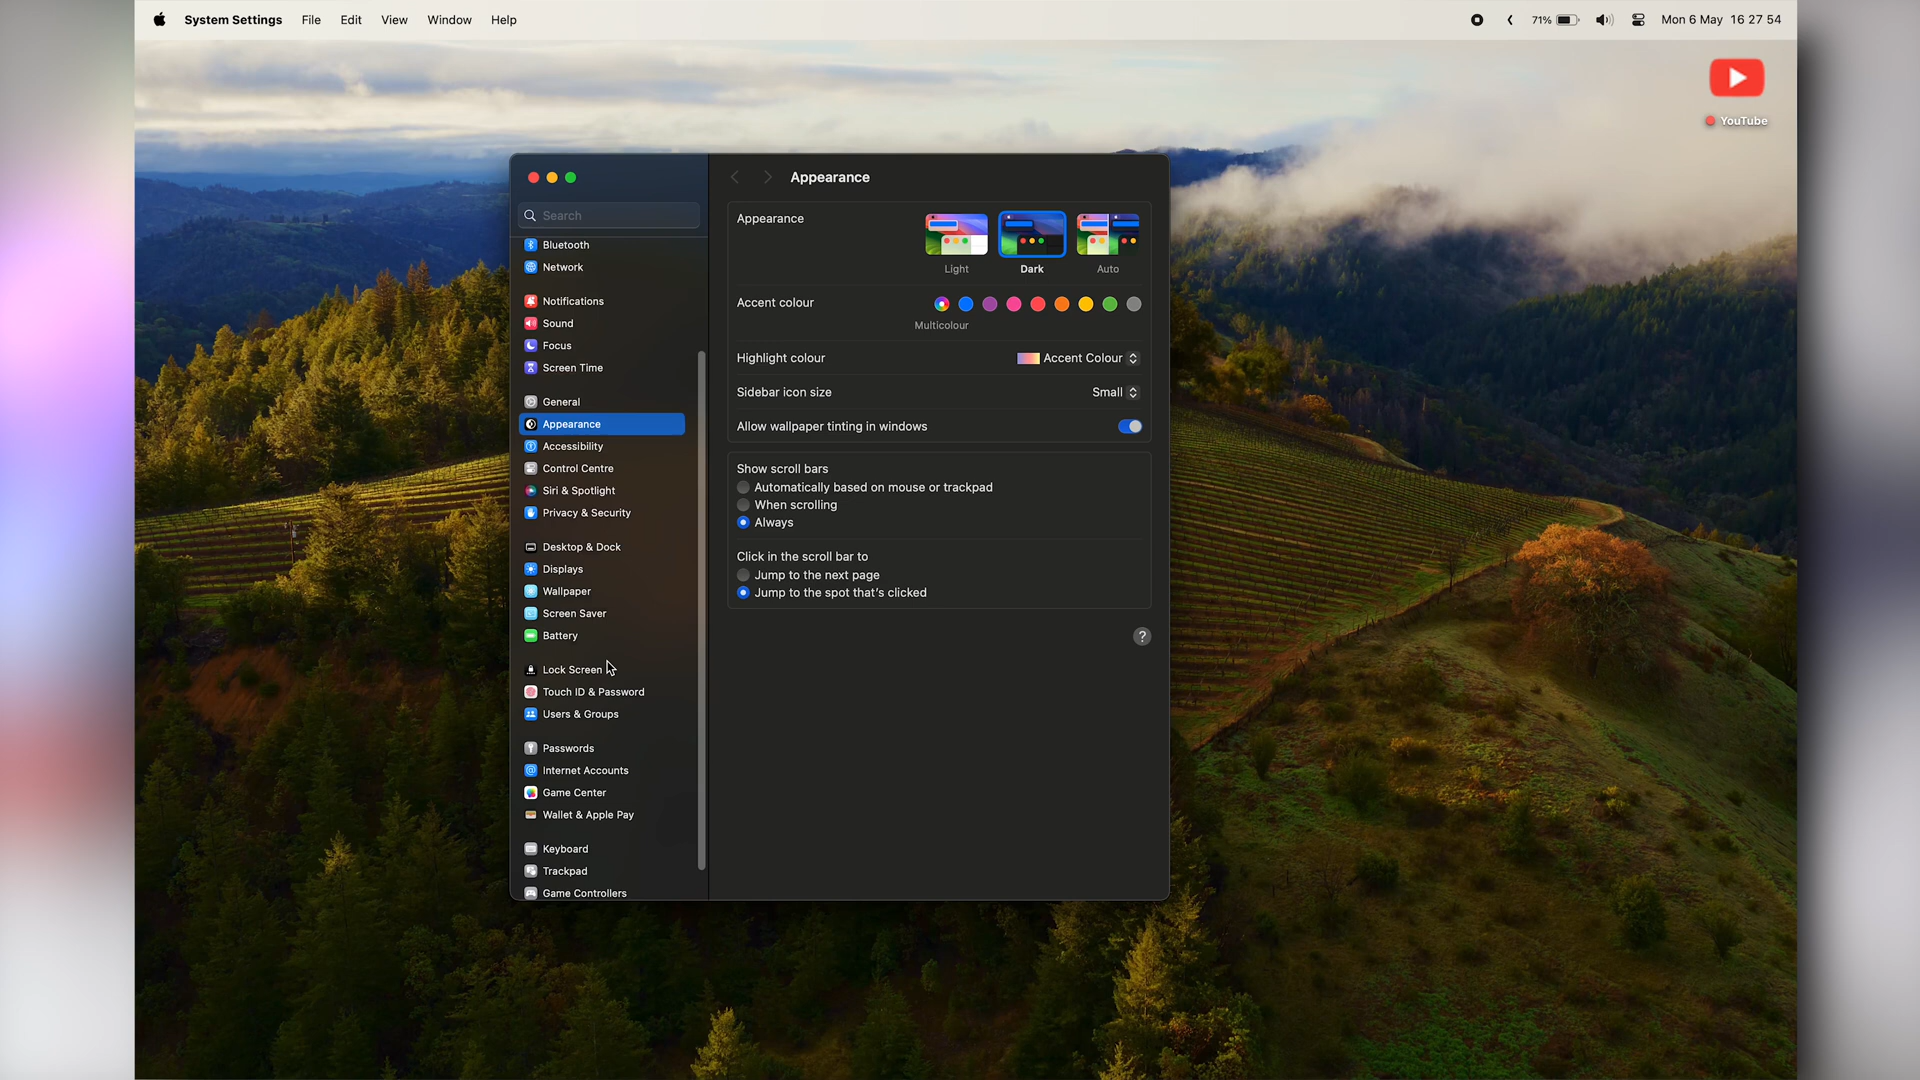 System Settings File Edit View Window Help
71% Mon 6 May 16 27 54
YouTube
Search
Bluetooth
Network
Notifications
Sound
Focus
Screen Time
General
Appearance
Accessibility
Control Centre
Siri & Spotlight
Privacy & Security
Desktop & Dock
Displays
Wallpaper
Screen Saver
Battery
Lock Screen
Touch ID & Password
Users & Groups
Passwords
Internet Accounts
Game Center
Wallet & Apple Pay
Keyboard
Trackpad
Game Controllers
Appearance
Appearance
Light Dark Auto
Accent colour
Multicolour
Highlight colour Accent Colour
Sidebar icon size Small
Allow wallpaper tinting in windows
Show scroll bars
Automatically based on mouse or trackpad
When scrolling
Always
Click in the scroll bar to
Jump to the next page
Jump to the spot that's clicked
?